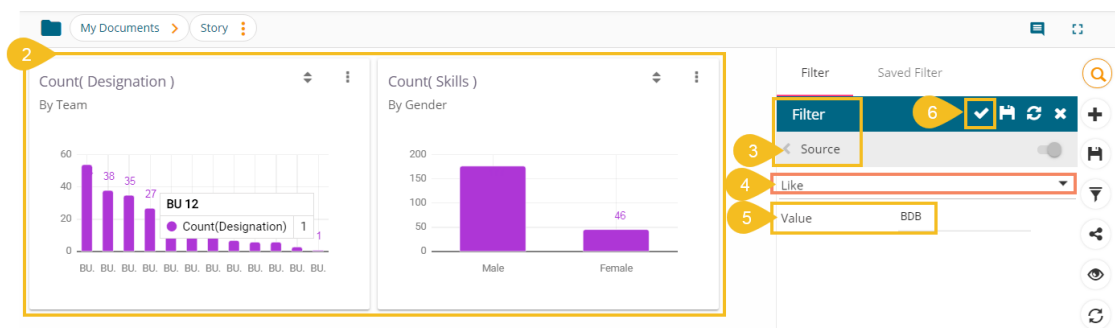 My Documents > Story
2
Count( Designation )
By Team
60
40
20
0
38
35
27
1
BU 12
Count(Designation) 1
BU. BU. BU. BU. BU. BU. BU. BU. BU. BU. BU. BU.
Count( Skills )
By Gender
200
150
100
50
0
46
Male Female
Filter Saved Filter
Filter
6
3
Source
4
Like
5
Value BDB